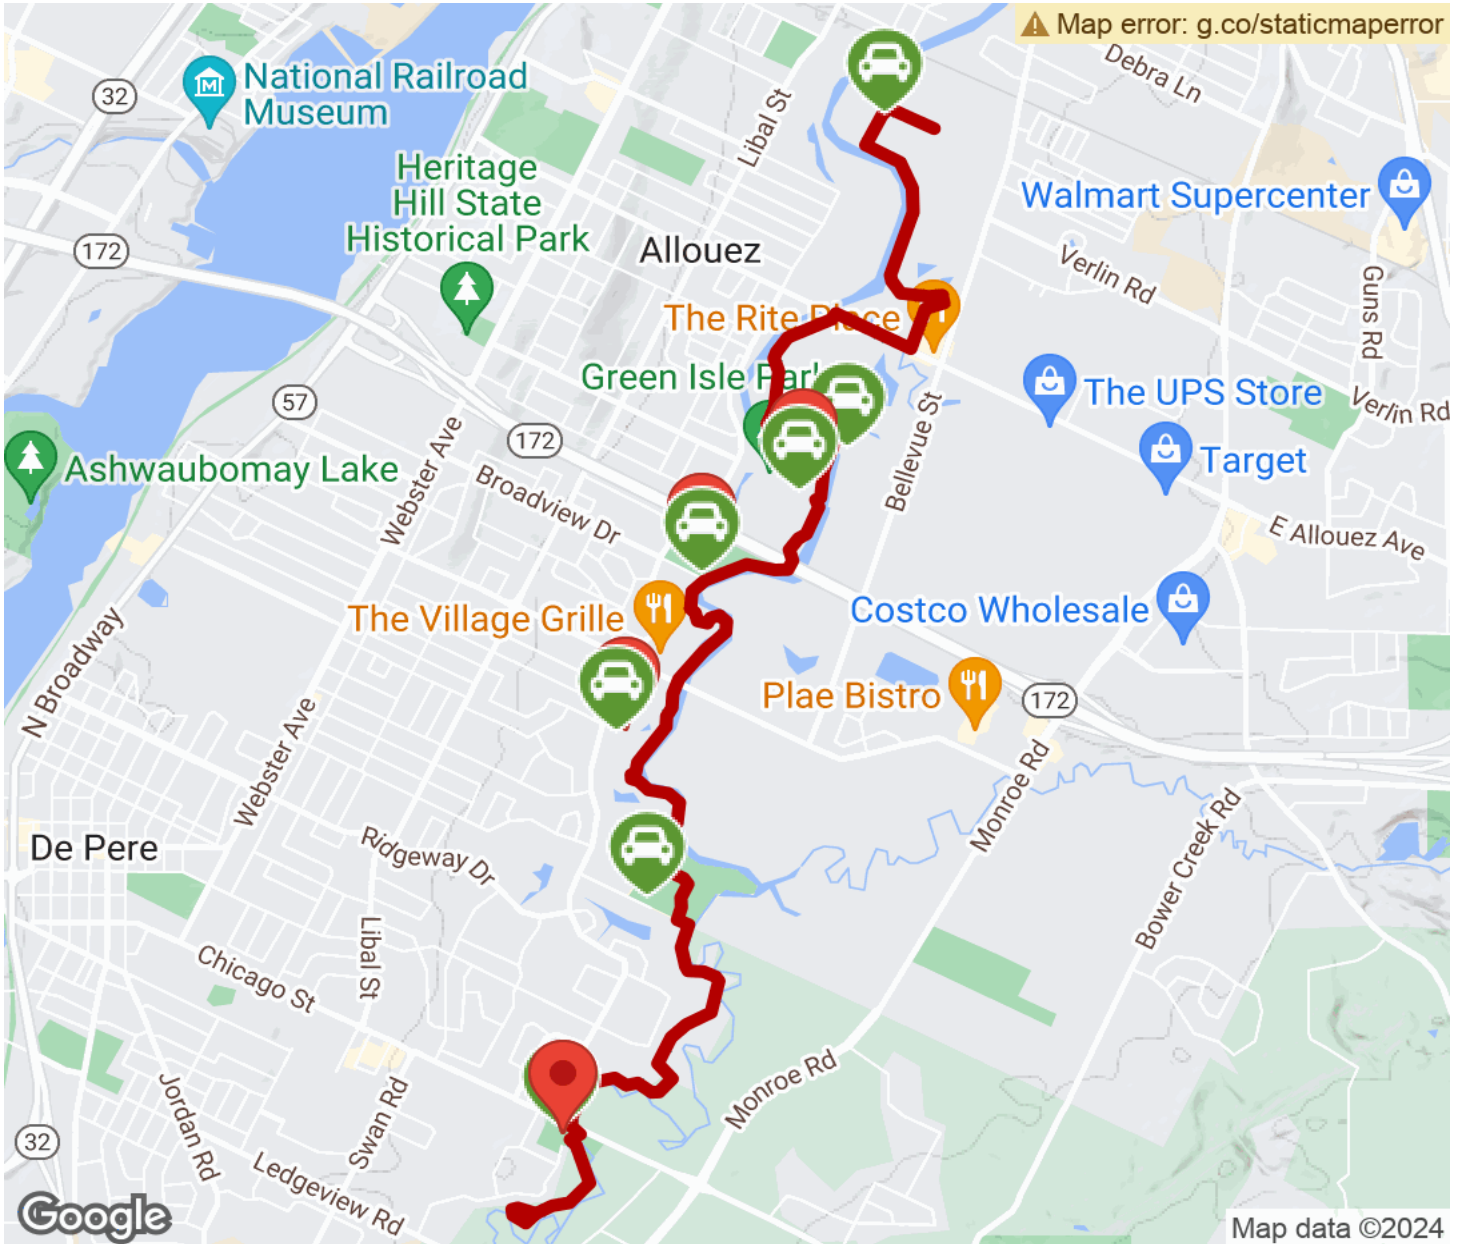 Map error: g.co/staticmaperror
Debra Ln
National Railroad
Museum
32
Libal St
Heritage
Hill State
Historical Park
Walmart Supercenter
172
Allouez
Verlin Rd
Guns Rd
The Rite Place
Green Isle Park
The UPS Store
Verlin Rd
57
172
Bellevue St
Ashwaubomay Lake
Webster Ave
Broadview Dr
Target
E Allouez Ave
The Village Grille
Costco Wholesale
N Broadway
Plae Bistro
172
Webster Ave
Monroe Rd
Bower Creek Rd
De Pere
Ridgeway Dr
Libal St
Chicago St
Monroe Rd
Jordan Rd
Swan Rd
32
Ledgeview Rd
Google
Map data ©2024